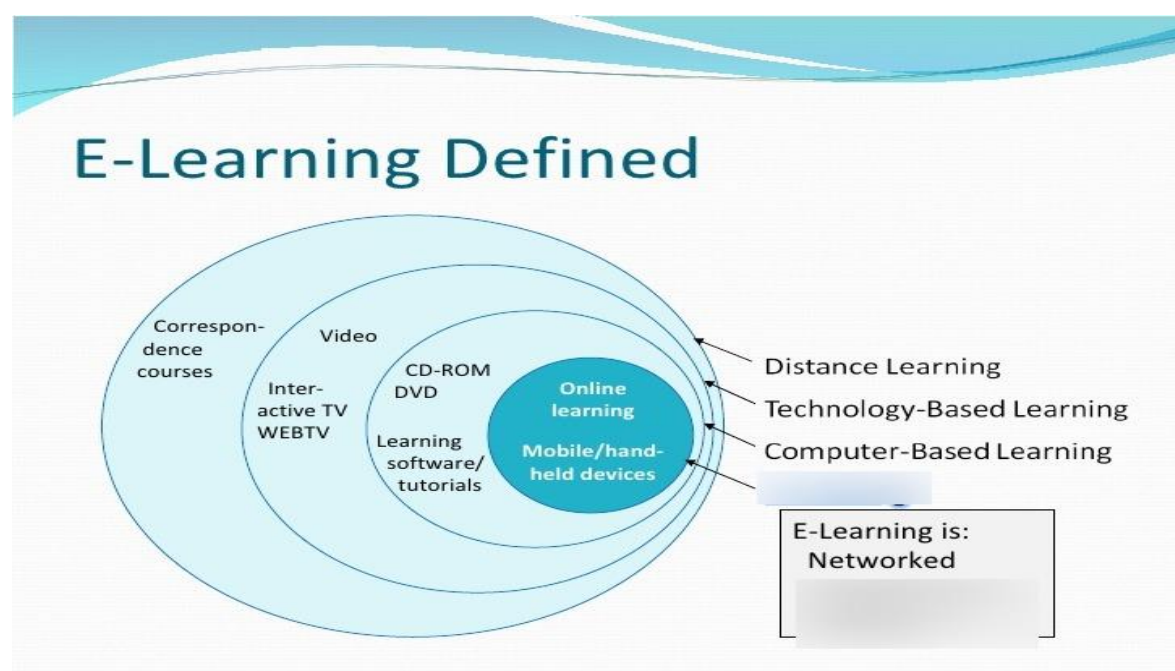 E-Learning Defined
Correspon-
dence
courses
Video
Inter-
active TV
WEBTV
CD-ROM
DVD
Learning
software/
tutorials
Online
learning
Mobile/hand-
held devices
Distance Learning
Technology-Based Learning
Computer-Based Learning
E-Learning is:
Networked